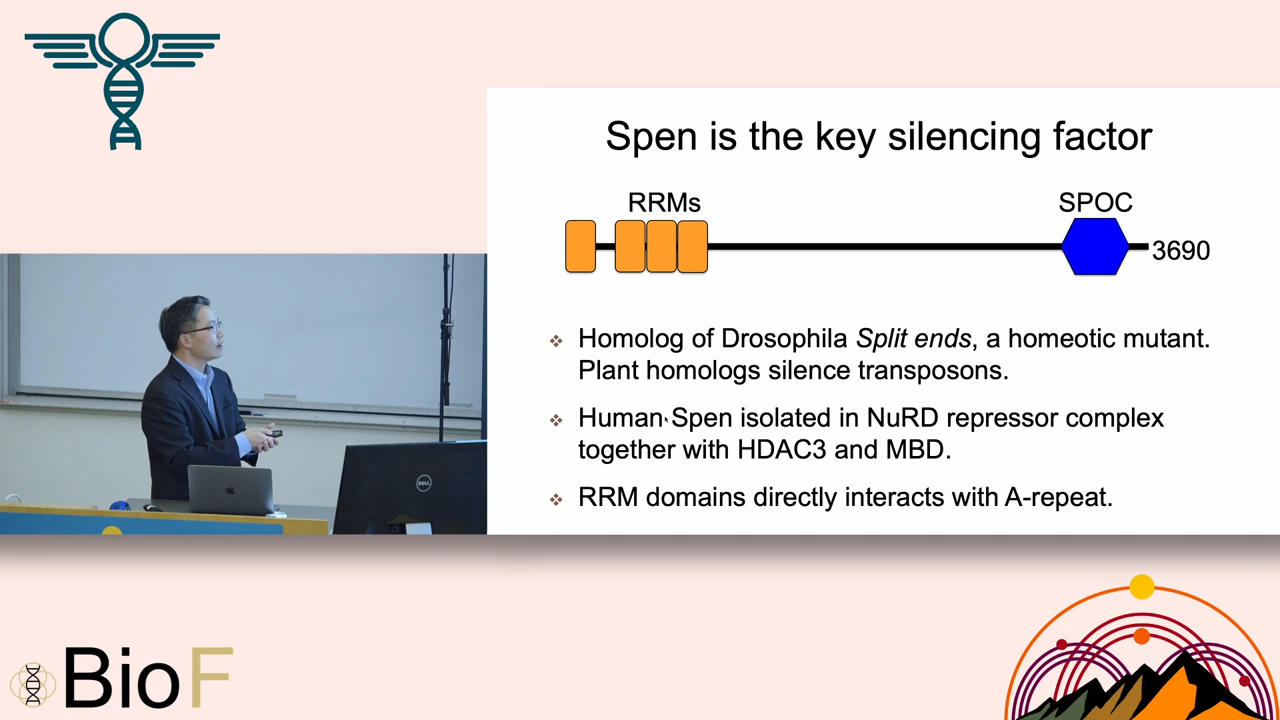 Spen is the key silencing factor
RRMs
SPOC
3690
Homolog of Drosophila Split ends, a homeotic mutant.
Plant homologs silence transposons.
Human Spen isolated in NuRD repressor complex
together with HDAC3 and MBD.
RRM domains directly interacts with A-repeat.
DELL
BioF